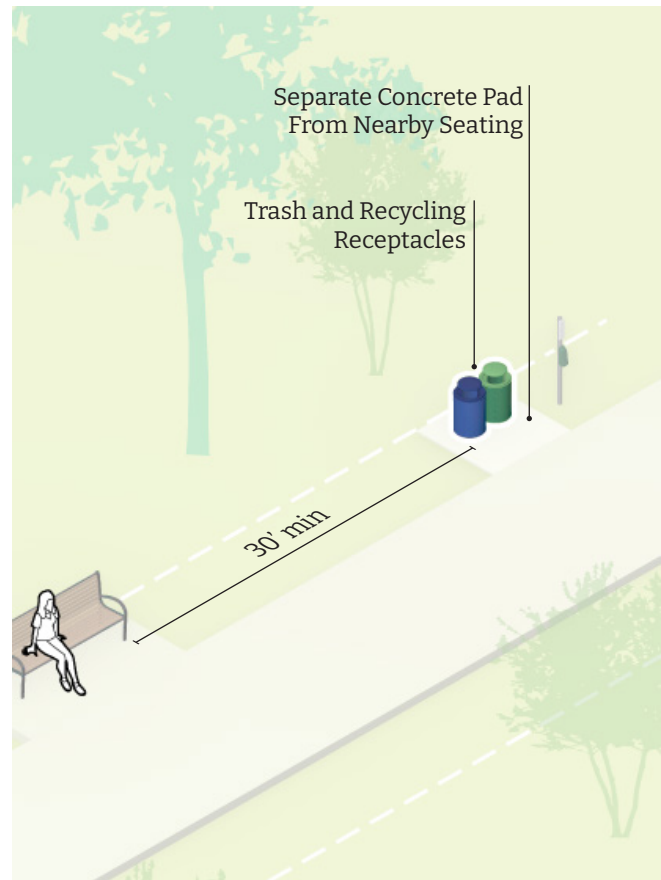 Separate Concrete Pad
From Nearby Seating
Trash and Recycling
Receptacles
30’ min